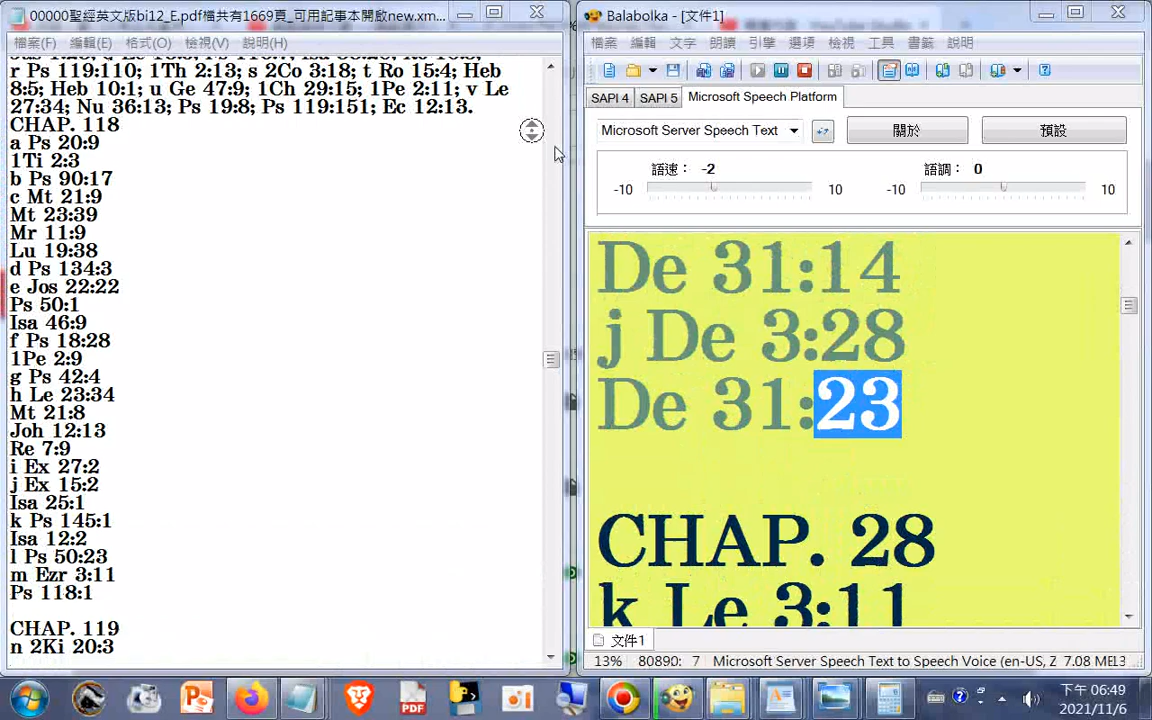 00000聖經英文版bi12_E.pdf檔共有1669頁_可用記事本開啟new.xm...
檔案(F) 編輯(E) 格式(O) 檢視(V) 說明(H)
r Ps 119:110; 1Th 2:13; s 2Co 3:18; t Ro 15:4; Heb
8:5; Heb 10:1; u Ge 47:9; 1Ch 29:15; 1Pe 2:11; v Le
27:34; Nu 36:13; Ps 19:8; Ps 119:151; Ec 12:13.
CHAP. 118
a Ps 20:9
1Ti 2:3
b Ps 90:17
c Mt 21:9
Mt 23:39
Mr 11:9
Lu 19:38
d Ps 134:3
e Jos 22:22
Ps 50:1
Isa 46:9
f Ps 18:28
1Pe 2:9
g Ps 42:4
h Le 23:34
Mt 21:8
Joh 12:13
Re 7:9
i Ex 27:2
j Ex 15:2
Isa 25:1
k Ps 145:1
Isa 12:2
l Ps 50:23
m Ezr 3:11
Ps 118:1
CHAP. 119
n 2Ki 20:3
Balabolka - [文件1]
檔案 編輯 文字 朗讀 引擎 選項 檢視 工具 書籤 說明
SAPI 4 SAPI 5 Microsoft Speech Platform
Microsoft Server Speech Text 關於 預設
語速： -2 語調： 0
-10 10 -10 10
De 31:14
j De 3:28
De 31:23
CHAP. 28
k Le 3:11
文件1
13% 80890: 7 Microsoft Server Speech Text to Speech Voice (en-US, Z 7.08 МЕ
PDF
下午 06:49
2021/11/6